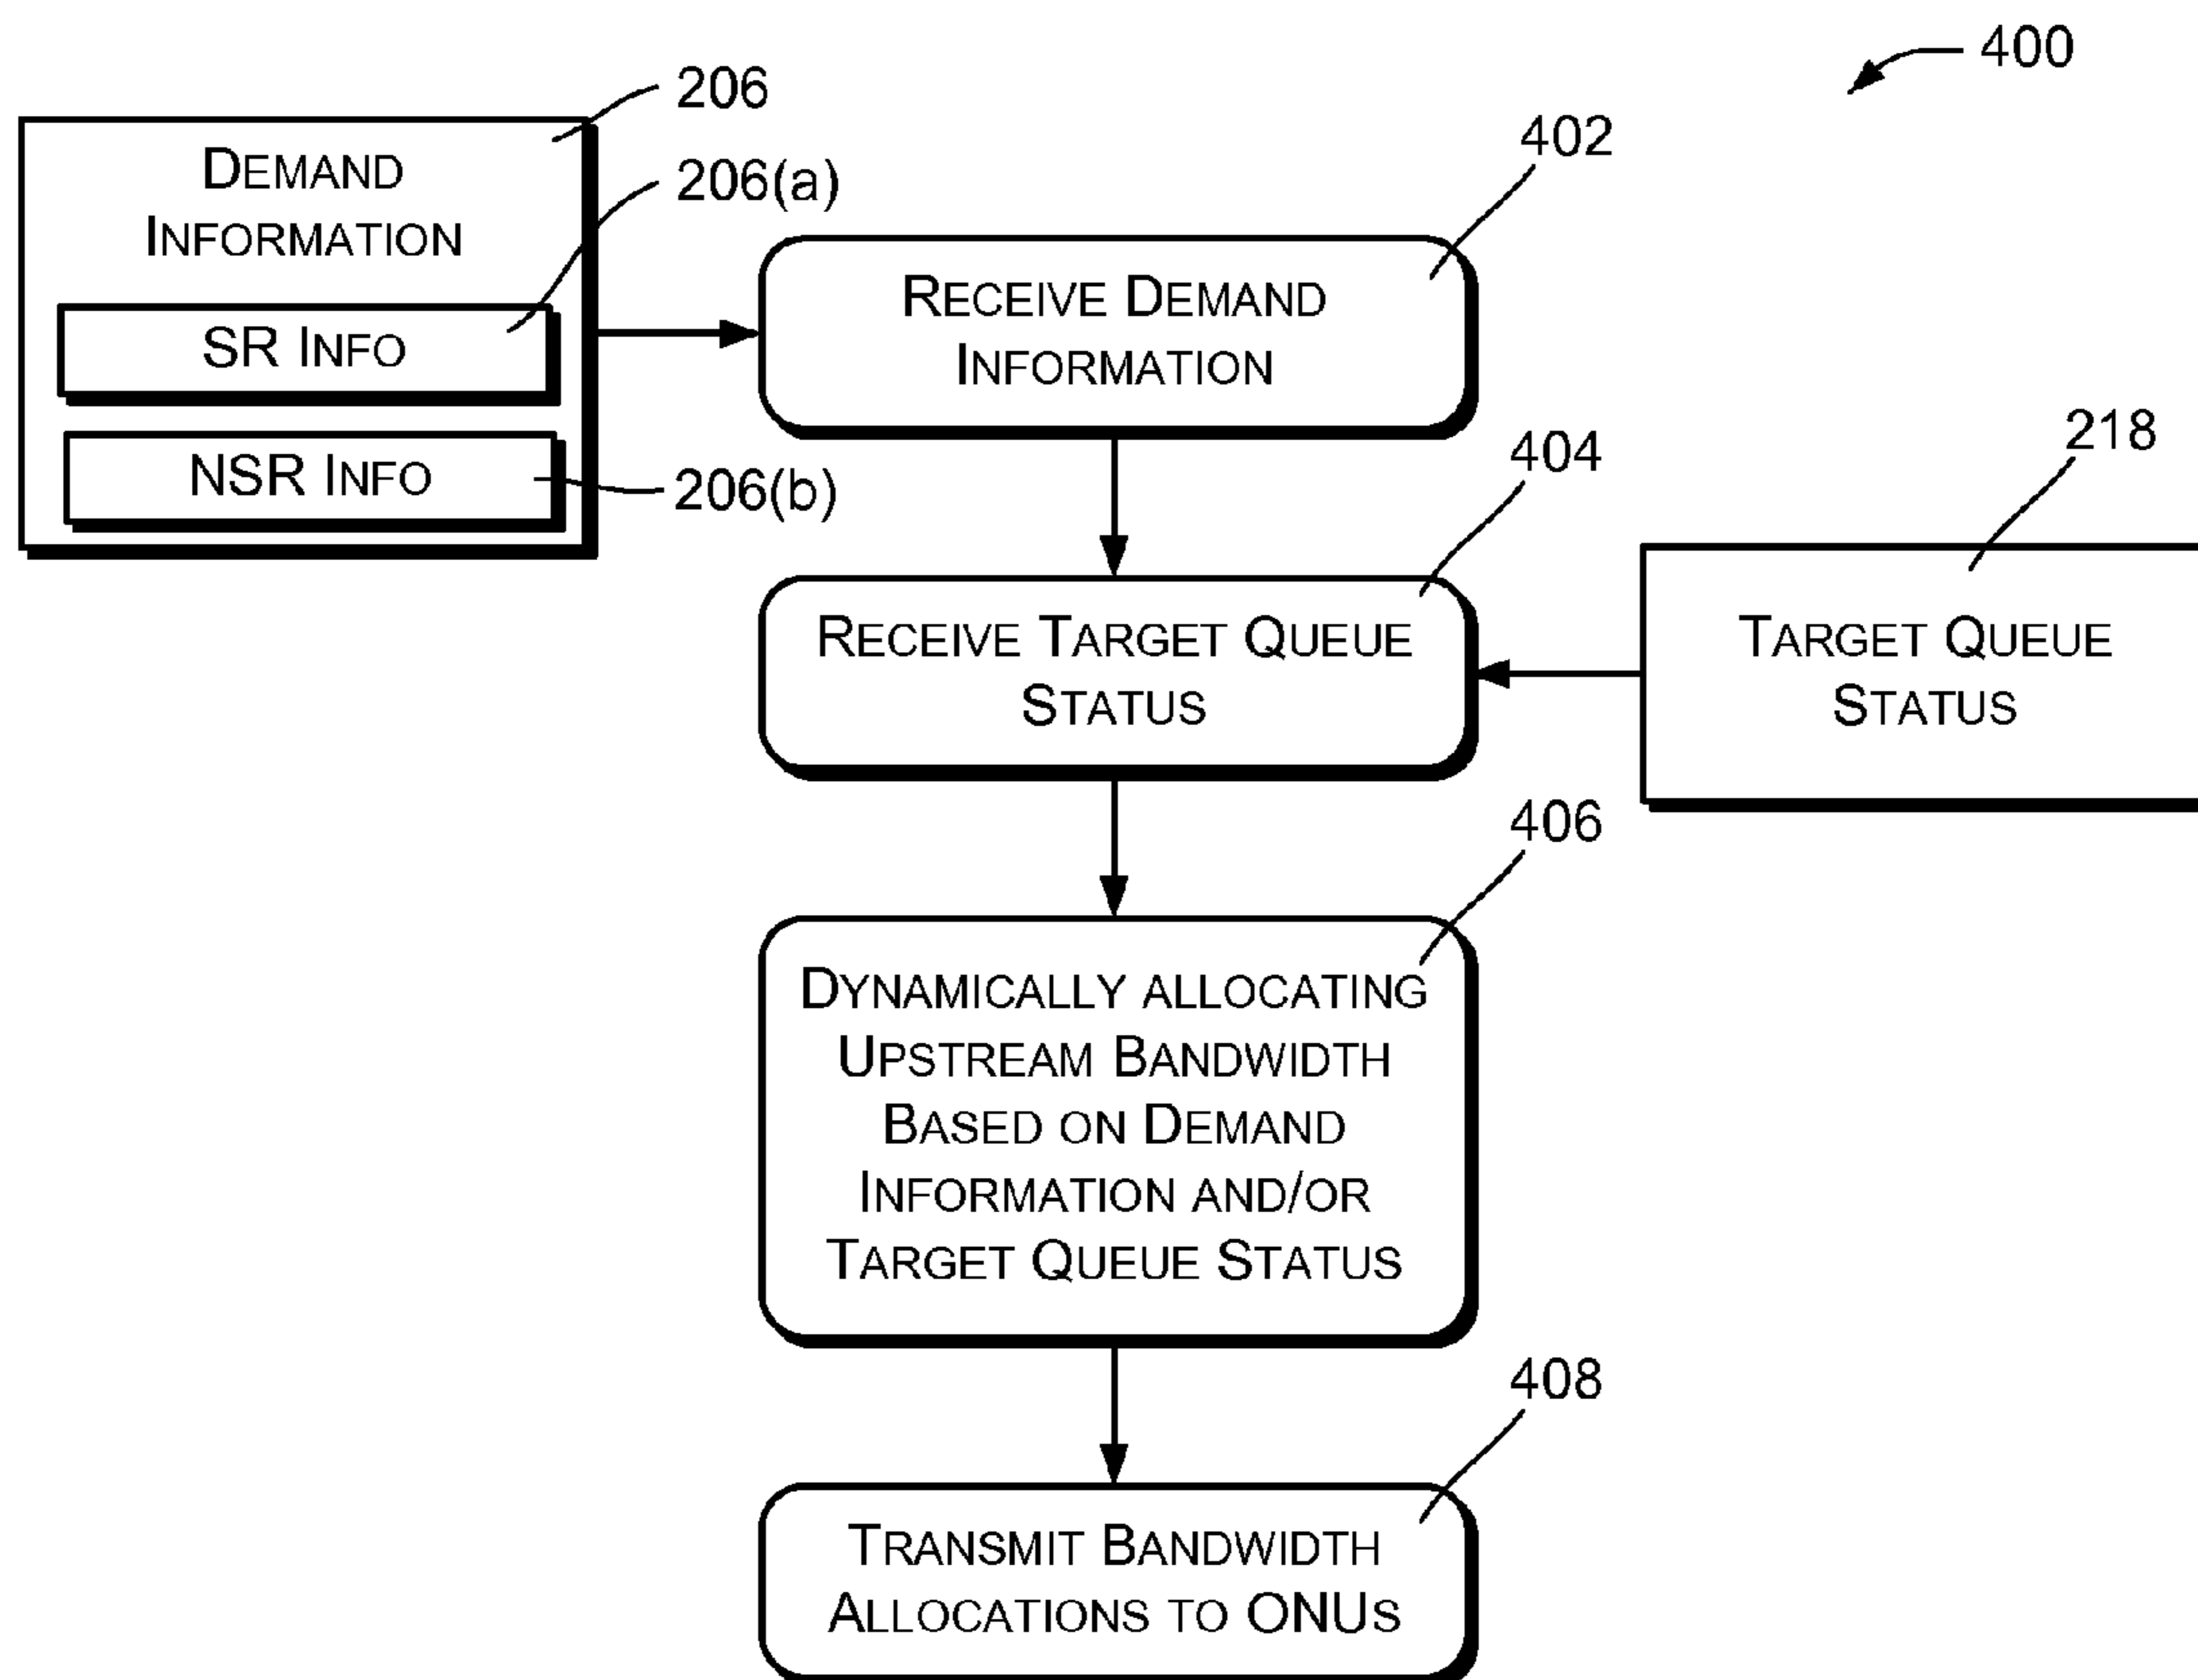 400
206
DEMAND
INFORMATION
206(a)
SR INFO
NSR INFO
206(b)
402
RECEIVE DEMAND
INFORMATION
404
RECEIVE TARGET QUEUE
STATUS
218
TARGET QUEUE
STATUS
406
DYNAMICALLY ALLOCATING
UPSTREAM BANDWIDTH
BASED ON DEMAND
INFORMATION AND/OR
TARGET QUEUE STATUS
408
TRANSMIT BANDWIDTH
ALLOCATIONS TO ONUS